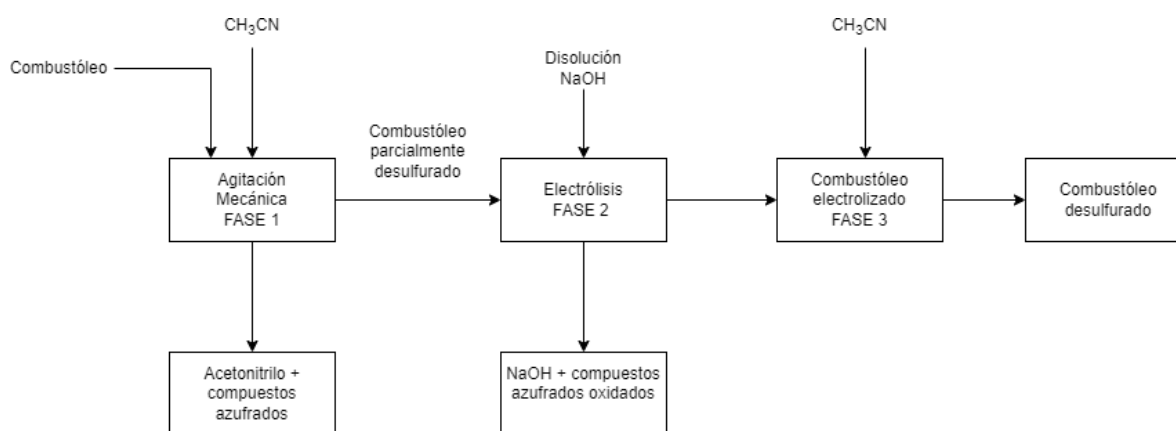 CH₃CN
Combustóleo
Agitación
Mecánica
FASE 1
Combustóleo
parcialmente
desulfurado
Disolución
NaOH
Electrólisis
FASE 2
CH₃CN
Combustóleo
electrolizado
FASE 3
Combustóleo
desulfurado
Acetonitrilo +
compuestos
azufrados
NaOH + compuestos
azufrados oxidados